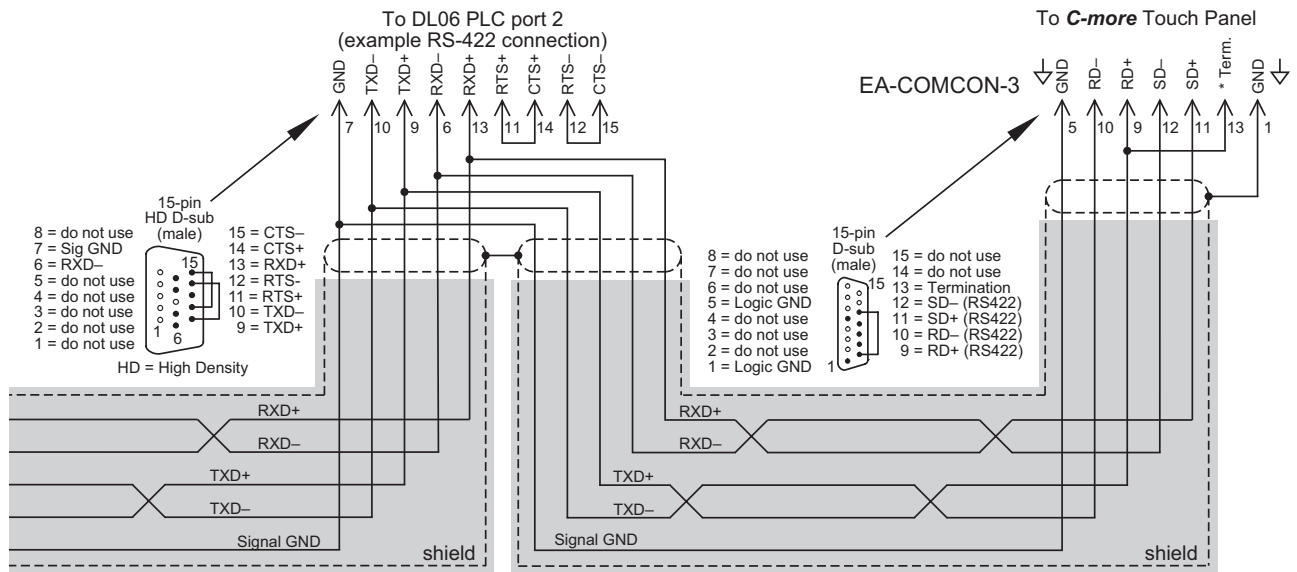 To DL06 PLC port 2
(example RS-422 connection)
GND
TXD–
TXD+
RXD–
RXD+
RTS+
CTS+
RTS–
CTS–
7
10
9
6
13
11
14
12
15
To C-more Touch Panel
EA-COMCON-3
GND
RD–
RD+
SD–
SD+
* Term.
GND
5
10
9
12
11
13
1
15-pin
HD D-sub
(male)
8 = do not use
7 = Sig GND
6 = RXD–
5 = do not use
4 = do not use
3 = do not use
2 = do not use
1 = do not use
15
1
6
15 = CTS–
14 = CTS+
13 = RXD+
12 = RTS-
11 = RTS+
10 = TXD–
9 = TXD+
HD = High Density
15-pin
D-sub
(male)
8 = do not use
7 = do not use
6 = do not use
5 = Logic GND
4 = do not use
3 = do not use
2 = do not use
1 = Logic GND
15
1
15 = do not use
14 = do not use
13 = Termination
12 = SD– (RS422)
11 = SD+ (RS422)
10 = RD– (RS422)
9 = RD+ (RS422)
RXD+
RXD–
TXD+
TXD–
Signal GND
shield
RXD+
RXD–
TXD+
TXD–
Signal GND
shield